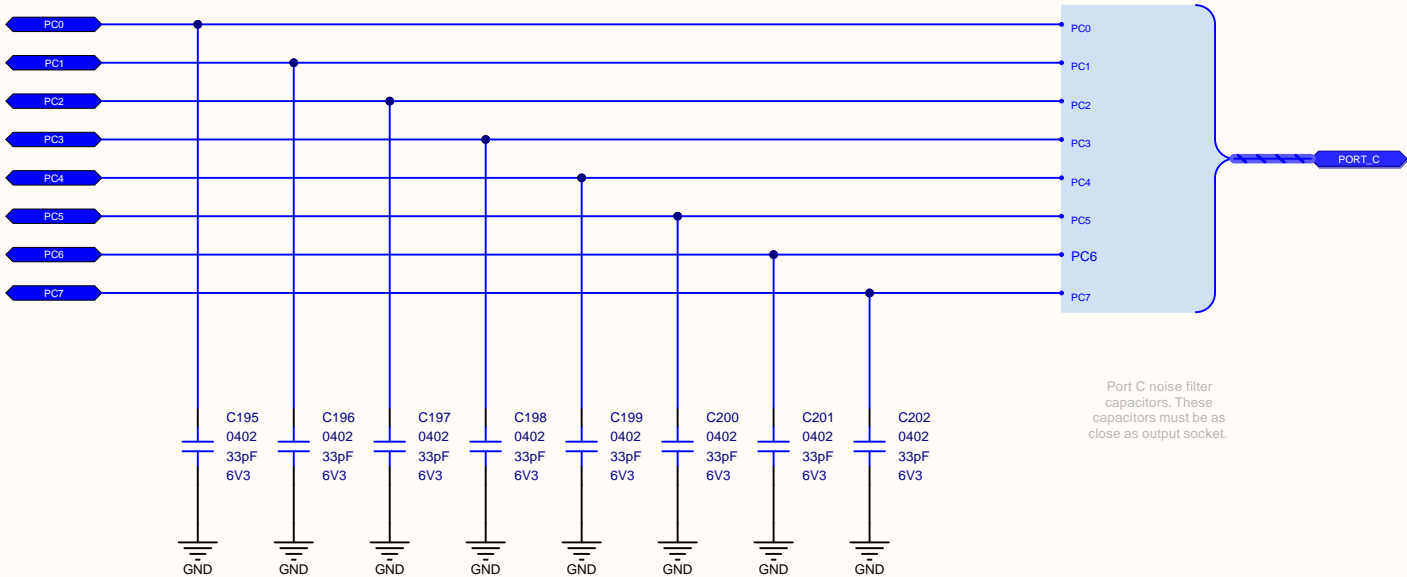 PC0
PC1
PC2
PC3
PC4
PC5
PC6
PC7
PC0
PC1
PC2
PC3
PC4
PC5
PC6
PC7
PORT_C
Port C noise filter
capacitors. These
capacitors must be as
close as output socket.
C195
0402
33pF
6V3
C196
0402
33pF
6V3
C197
0402
33pF
6V3
C198
0402
33pF
6V3
C199
0402
33pF
6V3
C200
0402
33pF
6V3
C201
0402
33pF
6V3
C202
0402
33pF
6V3
GND
GND
GND
GND
GND
GND
GND
GND